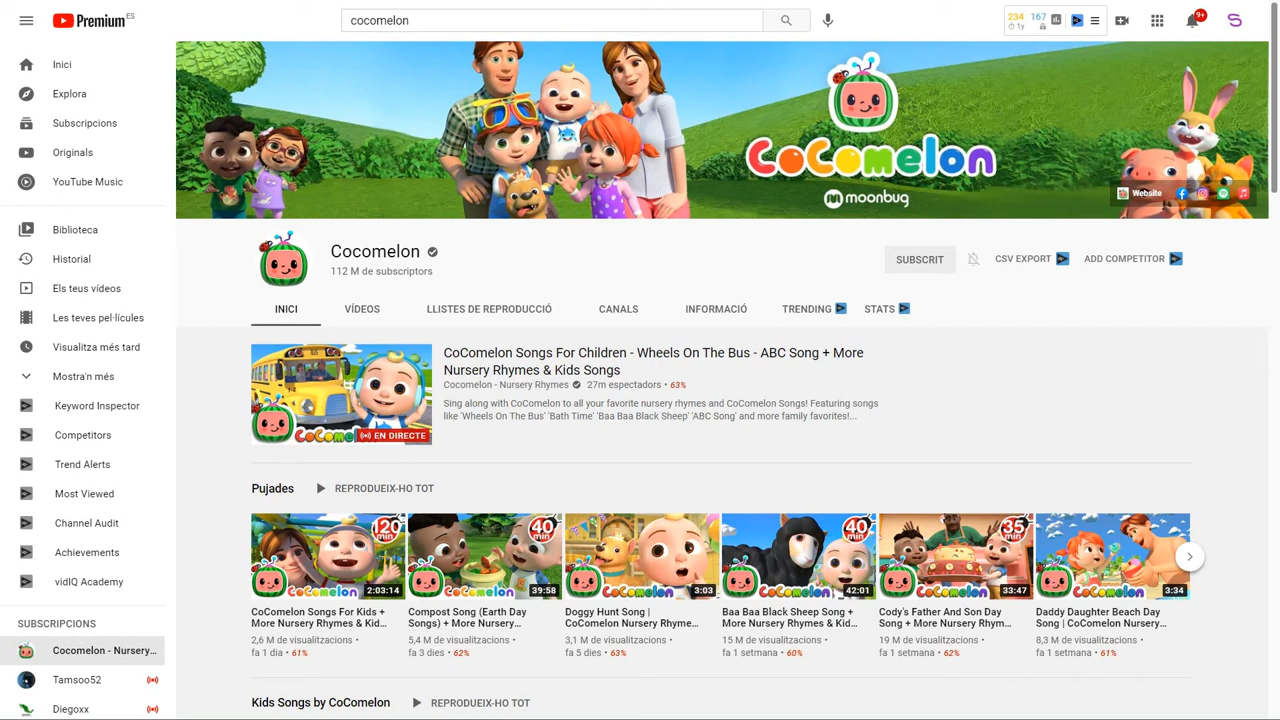 Premium ES
cocomelon
234 167
1y
9+
Inici
Explora
Subscripcions
Originals
YouTube Music
Biblioteca
Historial
Els teus vídeos
Les teves pel·lícules
Visualitza més tard
Mostra'n més
Keyword Inspector
Competitors
Trend Alerts
Most Viewed
Channel Audit
Achievements
vidIQ Academy
SUBSCRIPCIONS
Cocomelon - Nursery...
Tamsoo52
Diegoxx
CoComeLon
moonbug
Website
Cocomelon
112 M de subscriptors
SUBSCRIT
CSV EXPORT
ADD COMPETITOR
INICI VÍDEOS LLISTES DE REPRODUCCIÓ CANALS INFORMACIÓ TRENDING STATS
EN DIRECTE
CoComelon Songs For Children - Wheels On The Bus - ABC Song + More
Nursery Rhymes & Kids Songs
Cocomelon - Nursery Rhymes 27m espectadors • 63%
Sing along with CoComelon to all your favorite nursery rhymes and CoComelon Songs! Featuring songs
like 'Wheels On The Bus' 'Bath Time' 'Baa Baa Black Sheep' 'ABC Song' and more family favorites!...
Pujades REPRODUEIX-HO TOT
120 min
CoComeLon
2:03:14
CoComelon Songs For Kids +
More Nursery Rhymes & Kid...
2,6 M de visualitzacions •
fa 1 dia • 61%
40 min
CoComeLon
39:58
Compost Song (Earth Day
Songs) + More Nursery...
5,4 M de visualitzacions •
fa 3 dies • 62%
CoComeLon
3:03
Doggy Hunt Song |
CoComelon Nursery Rhyme...
3,1 M de visualitzacions •
fa 5 dies • 63%
40 min
CoComeLon
42:01
Baa Baa Black Sheep Song +
More Nursery Rhymes & Kid...
15 M de visualitzacions •
fa 1 setmana • 60%
35 min
CoComeLon
33:47
Cody's Father And Son Day
Song + More Nursery Rhym...
19 M de visualitzacions •
fa 1 setmana • 62%
CoComeLon
3:34
Daddy Daughter Beach Day
Song | CoComelon Nursery...
8,3 M de visualitzacions •
fa 1 setmana • 61%
Kids Songs by CoComelon REPRODUEIX-HO TOT